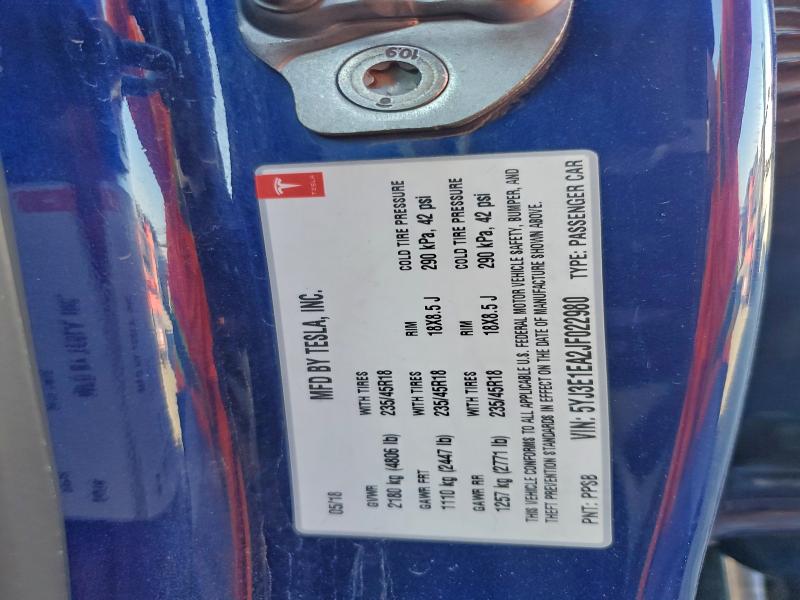 10.9
TESLA
MFD BY TESLA, INC.
05/18
GVWR WITH TIRES RIM COLD TIRE PRESSURE
2180 kg (4806 lb) 235/45R18 18X8.5 J 290 kPa, 42 psi
GAWR FRT
1110 kg (2447 lb) 235/45R18
GAWR RR WITH TIRES RIM COLD TIRE PRESSURE
1257 kg (2771 lb) 235/45R18 18X8.5 J 290 kPa, 42 psi
THIS VEHICLE CONFORMS TO ALL APPLICABLE U.S. FEDERAL MOTOR VEHICLE SAFETY, BUMPER, AND
THEFT PREVENTION STANDARDS IN EFFECT ON THE DATE OF MANUFACTURE SHOWN ABOVE.
PNT: PPSB VIN: 5YJ3E1EA2JF022980 TYPE: PASSENGER CAR